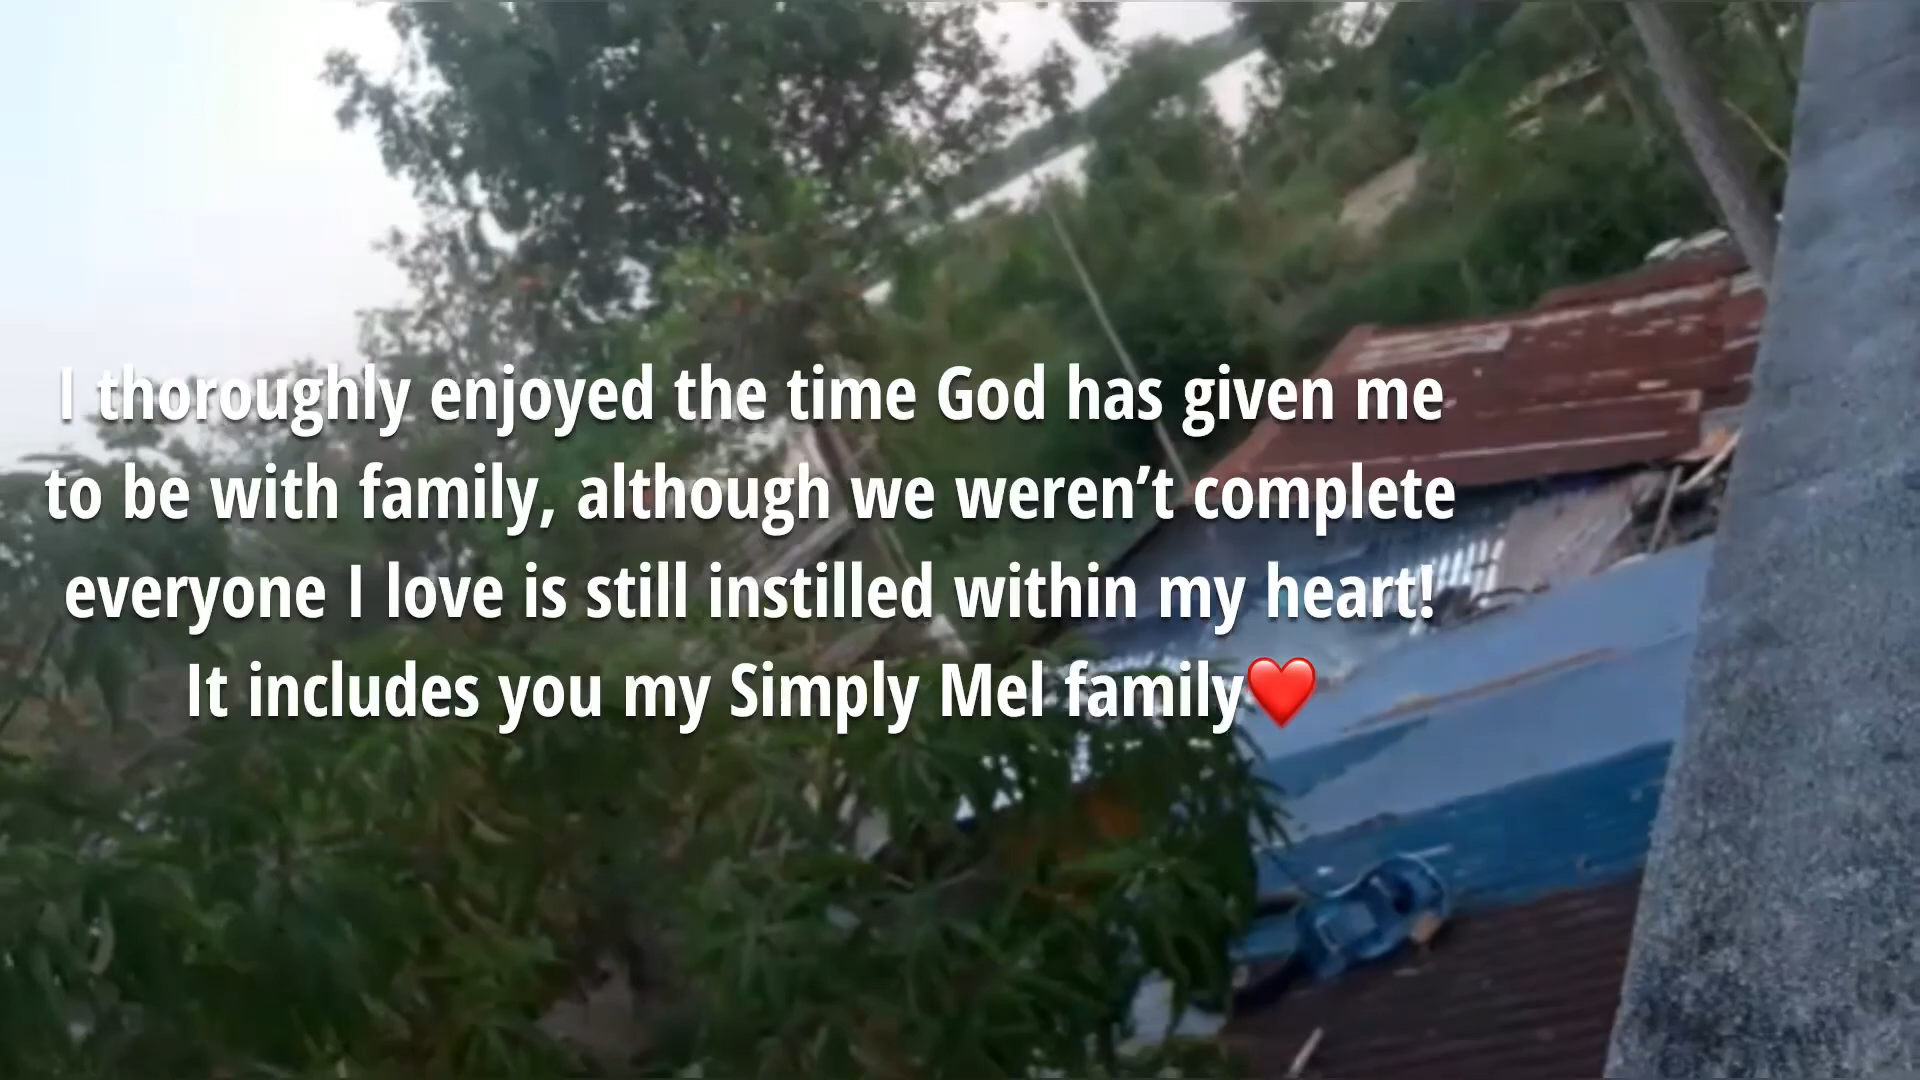 I thoroughly enjoyed the time God has given me
to be with family, although we weren’t complete
everyone I love is still instilled within my heart!
It includes you my Simply Mel family❤️